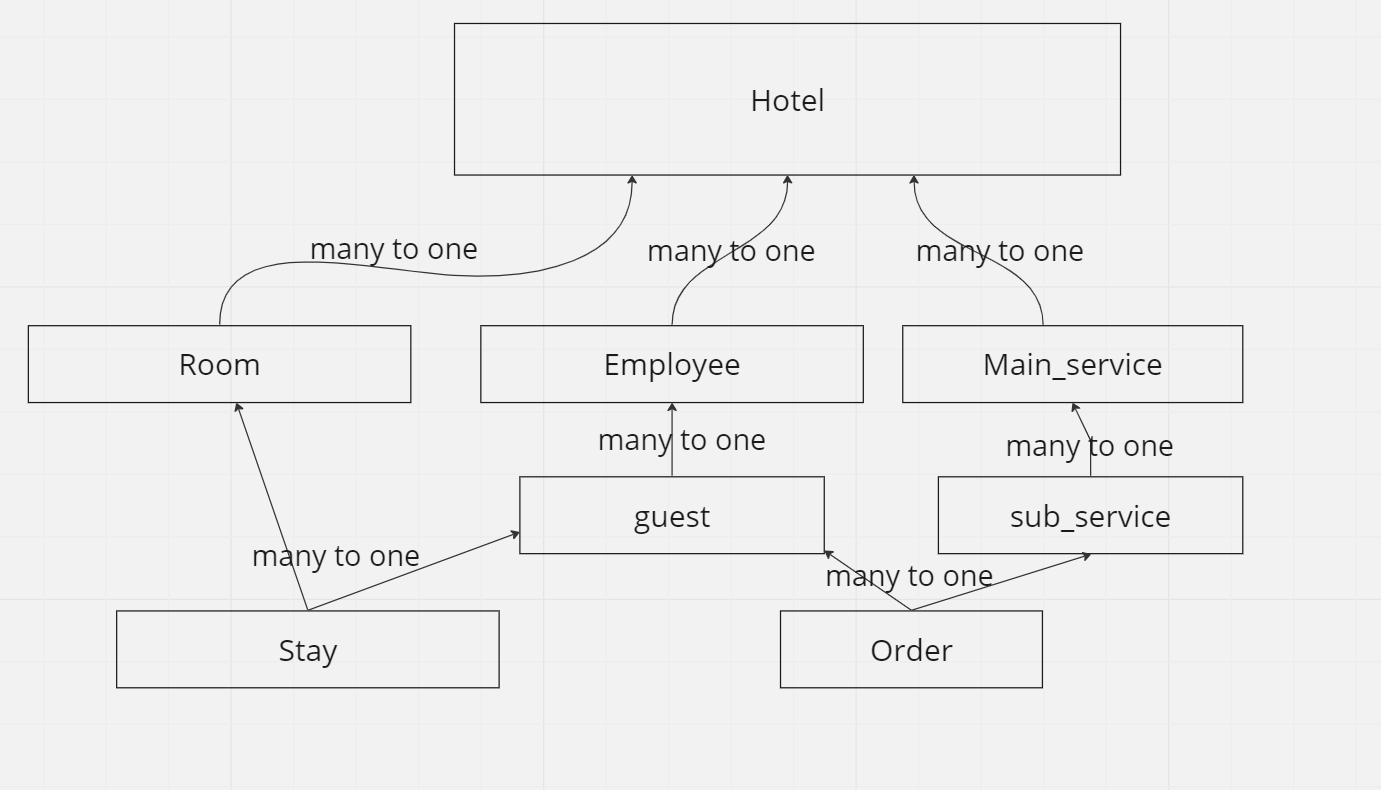 Hotel
many to one
many to one
many to one
Room
Employee
Main_service
many to one
many to one
guest
sub_service
many to one
many to one
Stay
Order